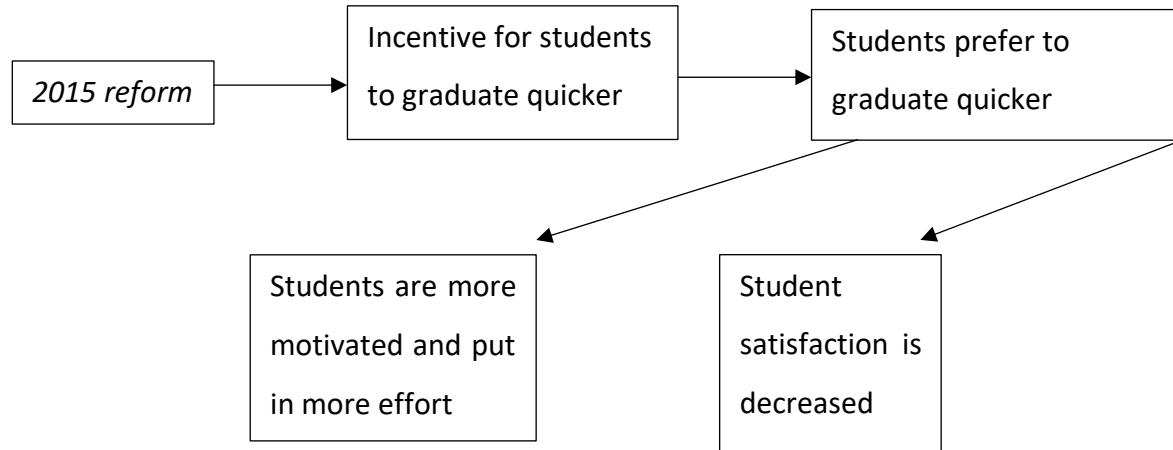 2015 reform
Incentive for students
to graduate quicker
Students prefer to
graduate quicker
Students are more
motivated and put
in more effort
Student
satisfaction is
decreased